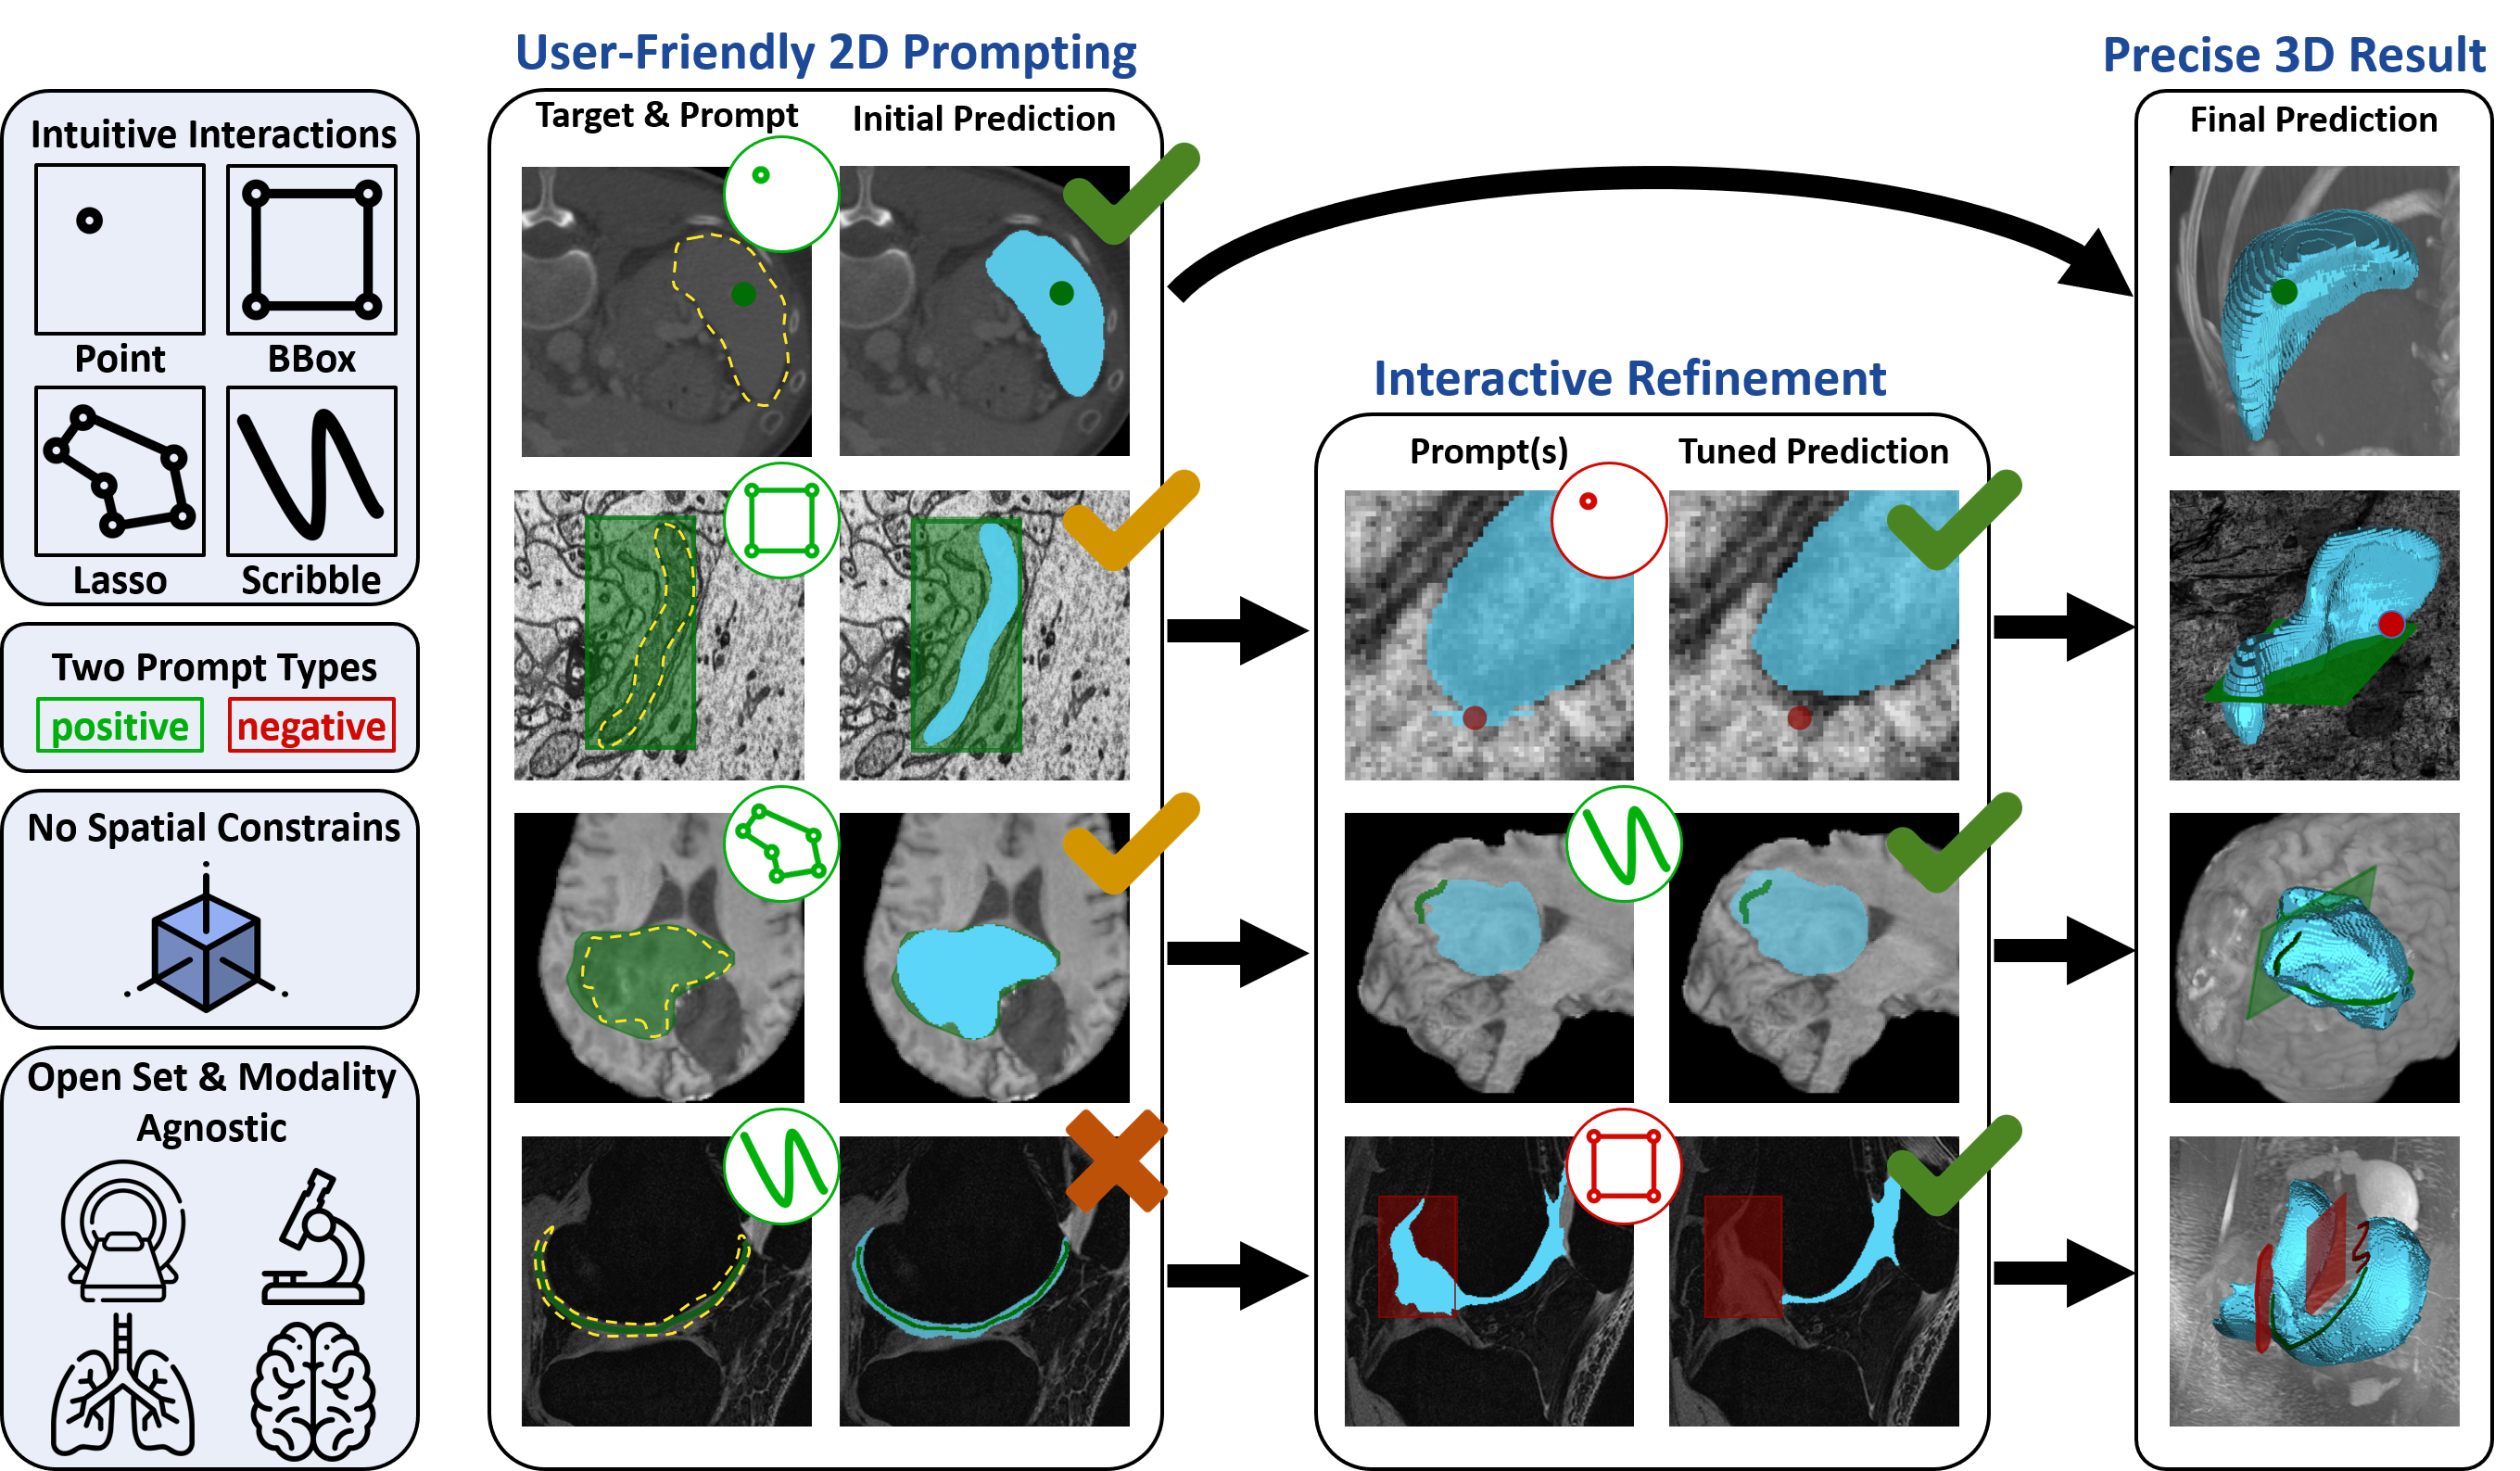 Intuitive Interactions
Point
BBox
Lasso
Scribble
Two Prompt Types
positive
negative
No Spatial Constrains
Open Set & Modality
Agnostic
User-Friendly 2D Prompting
Target & Prompt
Initial Prediction
Interactive Refinement
Prompt(s)
Tuned Prediction
Precise 3D Result
Final Prediction